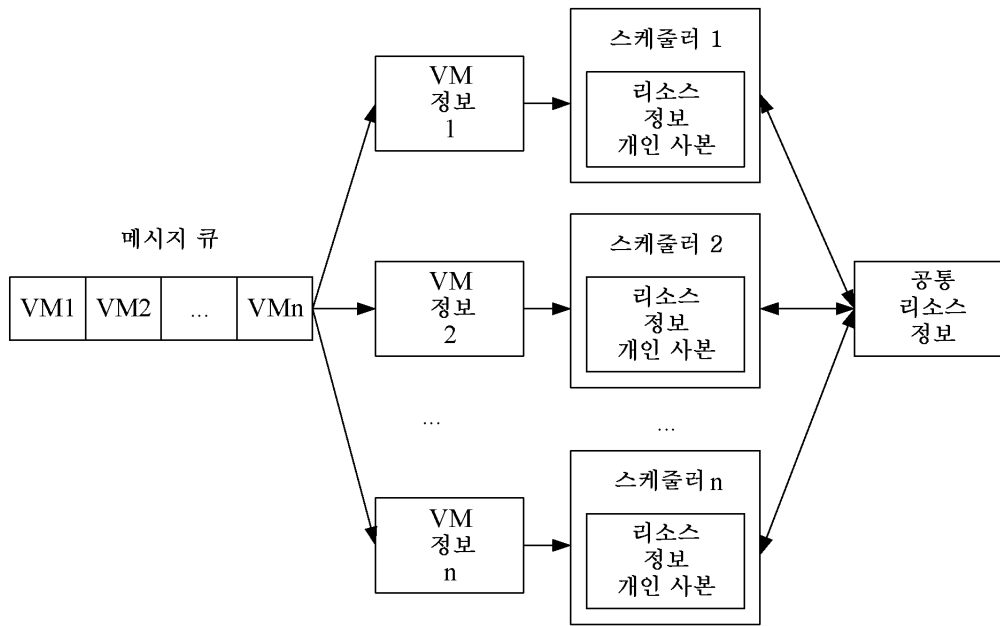 메시지 큐
VM1 VM2 ... VMn
VM
정보
1
스케줄러 1
리소스
정보
개인 사본
VM
정보
2
스케줄러 2
리소스
정보
개인 사본
...
...
VM
정보
n
스케줄러 n
리소스
정보
개인 사본
공통
리소스
정보